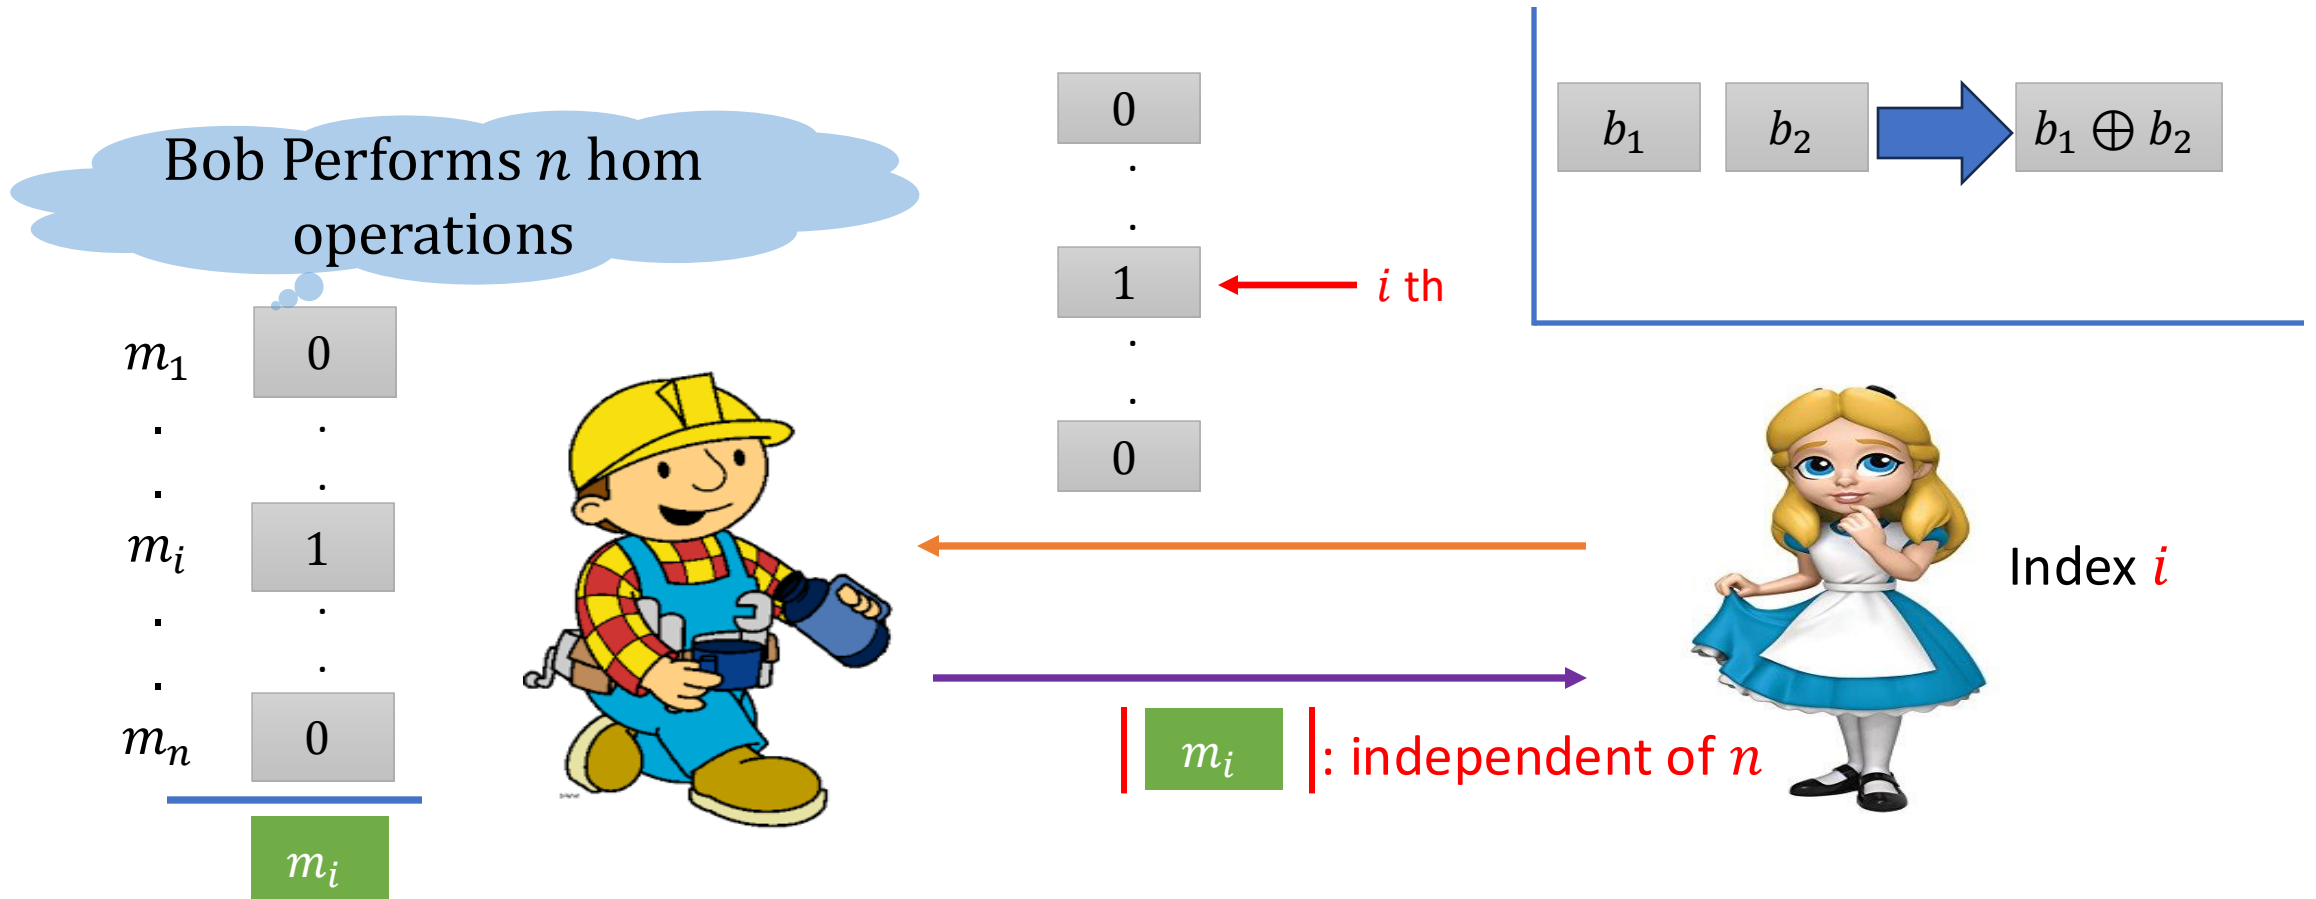 Bob Performs n hom
operations
0
.
.
1
i th
.
.
0
b₁ b₂ b₁ ⊕ b₂
m₁ 0
. .
. .
mᵢ 1
. .
. .
mₙ 0
mᵢ
Index i
| mᵢ |: independent of n